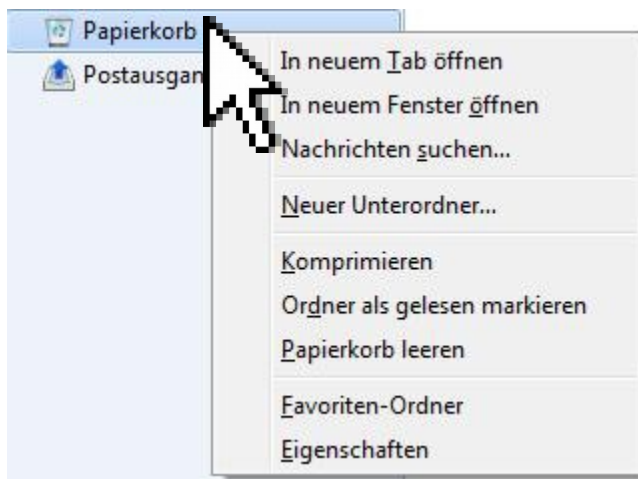 Papierkorb
Postausgan
In neuem Tab öffnen
In neuem Fenster öffnen
Nachrichten suchen...
Neuer Unterordner...
Komprimieren
Ordner als gelesen markieren
Papierkorb leeren
Favoriten-Ordner
Eigenschaften